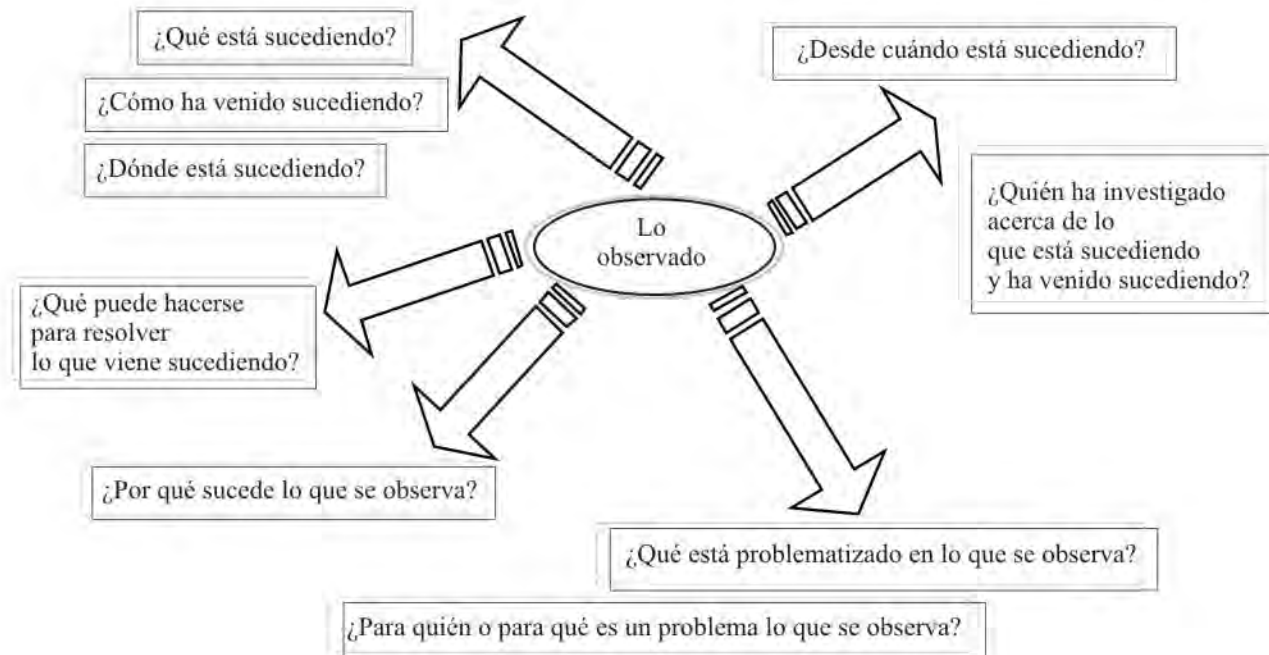 ¿Qué está sucediendo?
¿Desde cuándo está sucediendo?
¿Cómo ha venido sucediendo?
¿Dónde está sucediendo?
¿Quién ha investigado
acerca de lo
que está sucediendo
y ha venido sucediendo?
Lo
observado
¿Qué puede hacerse
para resolver
lo que viene sucediendo?
¿Por qué sucede lo que se observa?
¿Qué está problematizado en lo que se observa?
¿Para quién o para qué es un problema lo que se observa?